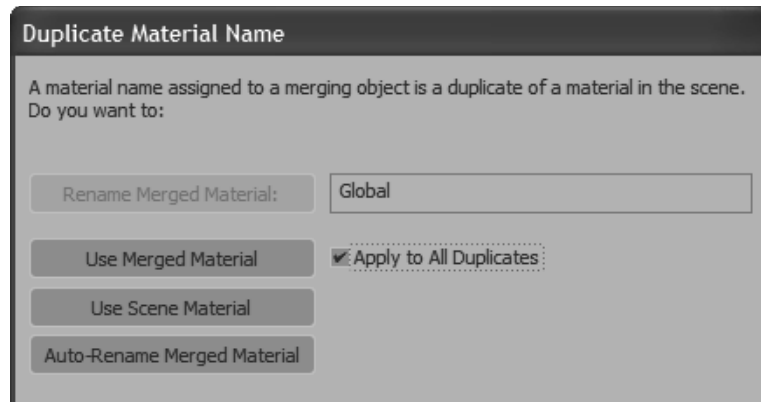 Duplicate Material Name
A material name assigned to a merging object is a duplicate of a material in the scene.
Do you want to:
Rename Merged Material:
Global
Use Merged Material
Apply to All Duplicates
Use Scene Material
Auto-Rename Merged Material